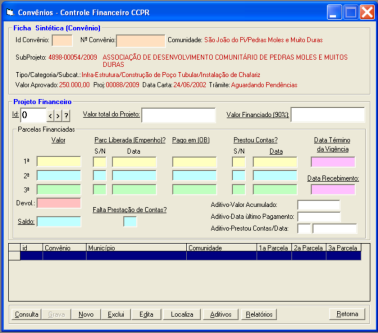 Convênios - Controle Financeiro CCPR
Ficha Sintética (Convênio)
Id Convênio: Nº Convênio: Comunidade: São João do Pi/Pedras Moles e Muito Duras
SubProjeto: 4898-00054/2009 ASSOCIAÇÃO DE DESENVOLVIMENTO COMUNITÁRIO DE PEDRAS MOLES E MUITOS DURAS
Tipo/Categoria/Subcat.: Infra-Estrutura/Construção de Poço Tubular/Instalação de Chafariz
Valor Aprovado: 250.000,00 Proj: 00088/2009 Data Carta: 24/06/2002 Trâmite: Aguardando Pendências
Projeto Financeiro
Id: 0 < > ? Valor total do Projeto: Valor Financiado (90%):
Parcelas Financiadas
Valor Parc Liberada (Empenho)? Pago em (OB) Prestou Contas? Data Término da Vigência
S/N Data S/N Data
1ª
2ª
3ª Data Recebimento:
Devol.:
Saldo: Falta Prestação de Contas?
Aditivo-Valor Acumulado:
Aditivo-Data último Pagamento:
Aditivo-Prestou Contas/Data:
id Convênio Município Comunidade 1a Parcela 2a Parcela 3a Parcela
Consulta Grava Novo Exclui Edita Localiza Aditivos Relatórios Retorna